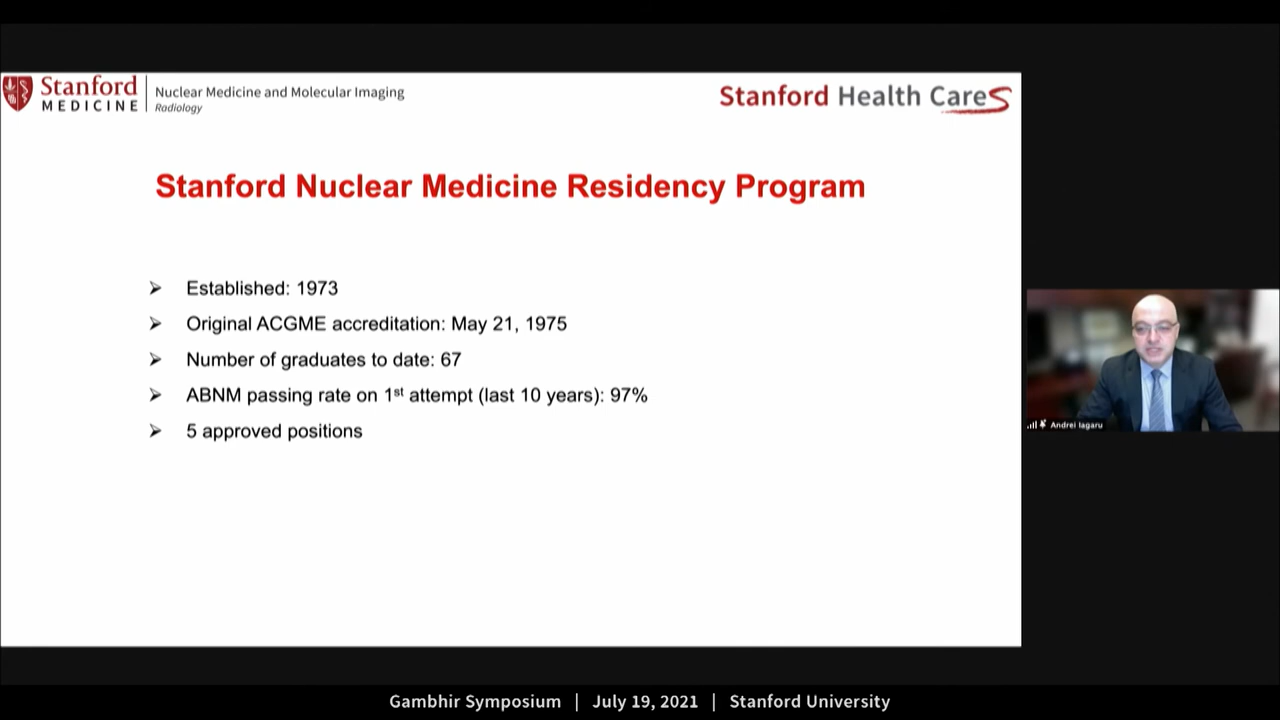 Stanford
MEDICINE
Nuclear Medicine and Molecular Imaging
Radiology
Stanford Health Care
Stanford Nuclear Medicine Residency Program
➢ Established: 1973
➢ Original ACGME accreditation: May 21, 1975
➢ Number of graduates to date: 67
➢ ABNM passing rate on 1st attempt (last 10 years): 97%
➢ 5 approved positions
Andrei Iagaru
Gambhir Symposium | July 19, 2021 | Stanford University